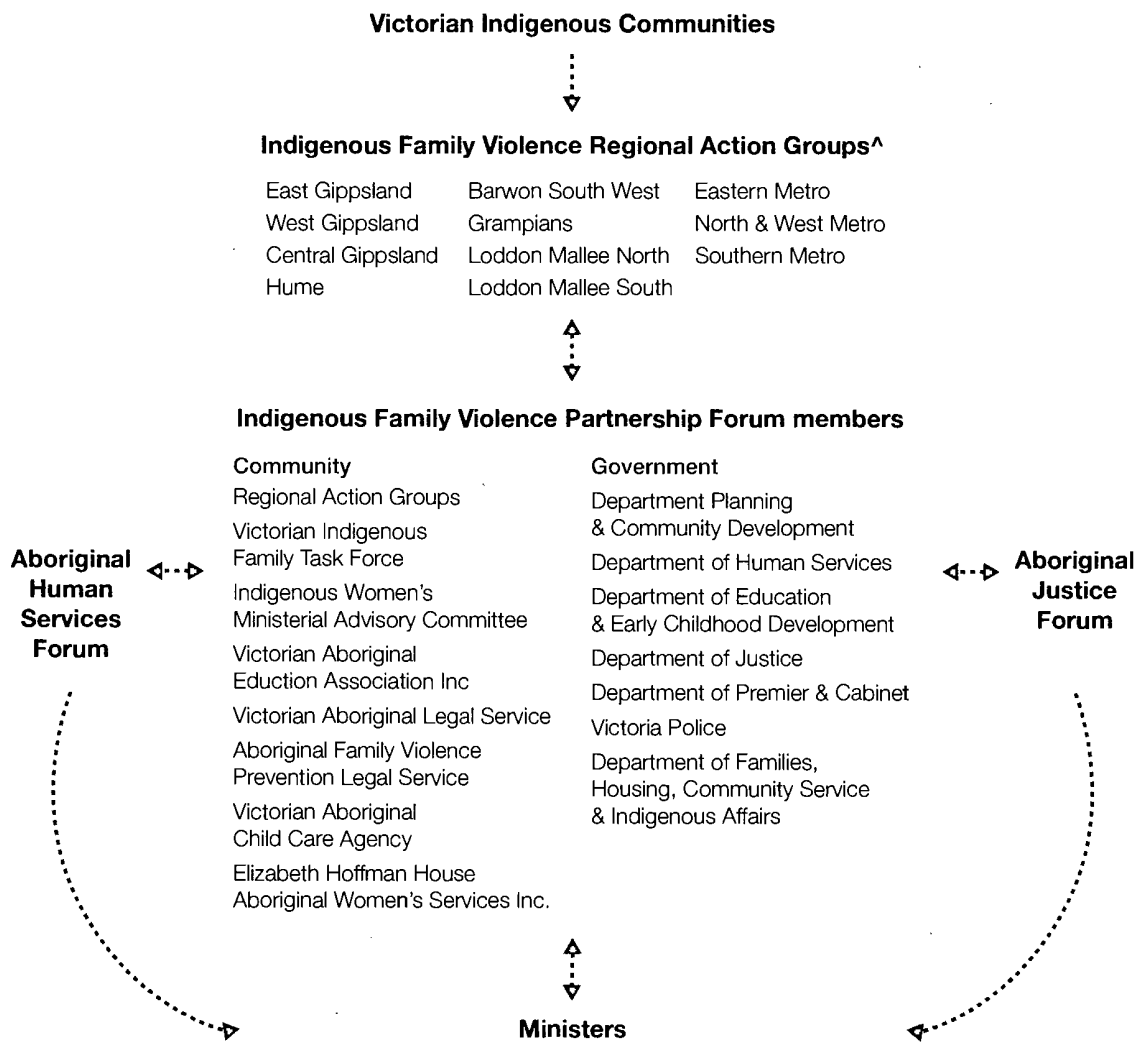 Victorian Indigenous Communities
Indigenous Family Violence Regional Action Groups^
East Gippsland
West Gippsland
Central Gippsland
Hume
Barwon South West
Grampians
Loddon Mallee North
Loddon Mallee South
Eastern Metro
North & West Metro
Southern Metro
Indigenous Family Violence Partnership Forum members
Community
Regional Action Groups
Victorian Indigenous
Family Task Force
Indigenous Women's
Ministerial Advisory Committee
Victorian Aboriginal
Eduction Association Inc
Victorian Aboriginal Legal Service
Aboriginal Family Violence
Prevention Legal Service
Victorian Aboriginal
Child Care Agency
Elizabeth Hoffman House
Aboriginal Women's Services Inc.
Government
Department Planning
& Community Development
Department of Human Services
Department of Education
& Early Childhood Development
Department of Justice
Department of Premier & Cabinet
Victoria Police
Department of Families,
Housing, Community Service
& Indigenous Affairs
Aboriginal
Human
Services
Forum
Aboriginal
Justice
Forum
Ministers